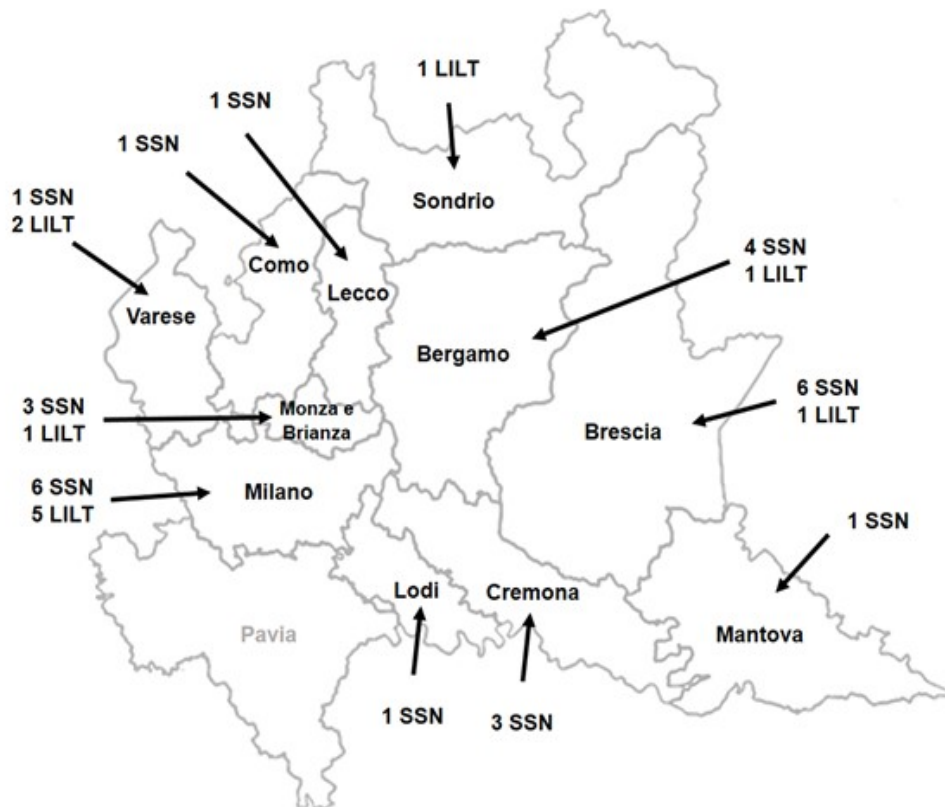 1 LILT
1 SSN
1 SSN
1 SSN
2 LILT
Sondrio
4 SSN
1 LILT
Como
Lecco
Varese
Bergamo
6 SSN
1 LILT
3 SSN
1 LILT
Monza e
Brianza
Brescia
6 SSN
5 LILT
Milano
1 SSN
Lodi
Cremona
Pavia
Mantova
1 SSN
3 SSN